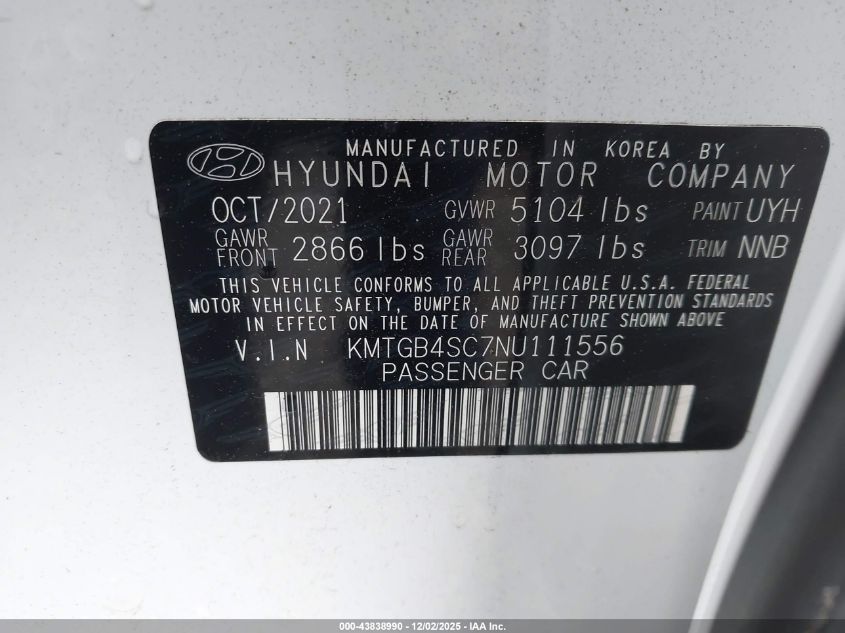 MANUFACTURED IN KOREA BY
HYUNDAI MOTOR COMPANY
OCT/2021 GVWR 5104 lbs PAINT UYH
GAWR FRONT 2866 lbs GAWR REAR 3097 lbs TRIM NNB
THIS VEHICLE CONFORMS TO ALL APPLICABLE U.S.A. FEDERAL
MOTOR VEHICLE SAFETY, BUMPER, AND THEFT PREVENTION STANDARDS
IN EFFECT ON THE DATE OF MANUFACTURE SHOWN ABOVE
V.I.N KMTGB4SC7NU111556
PASSENGER CAR
000-43838990 - 12/02/2025 - IAA Inc.